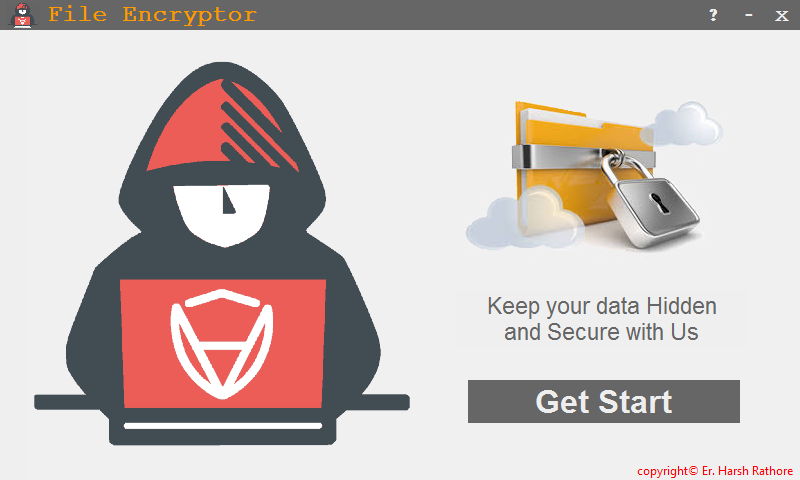 File Encryptor
? - x
Keep your data Hidden
and Secure with Us
Get Start
copyright© Er. Harsh Rathore